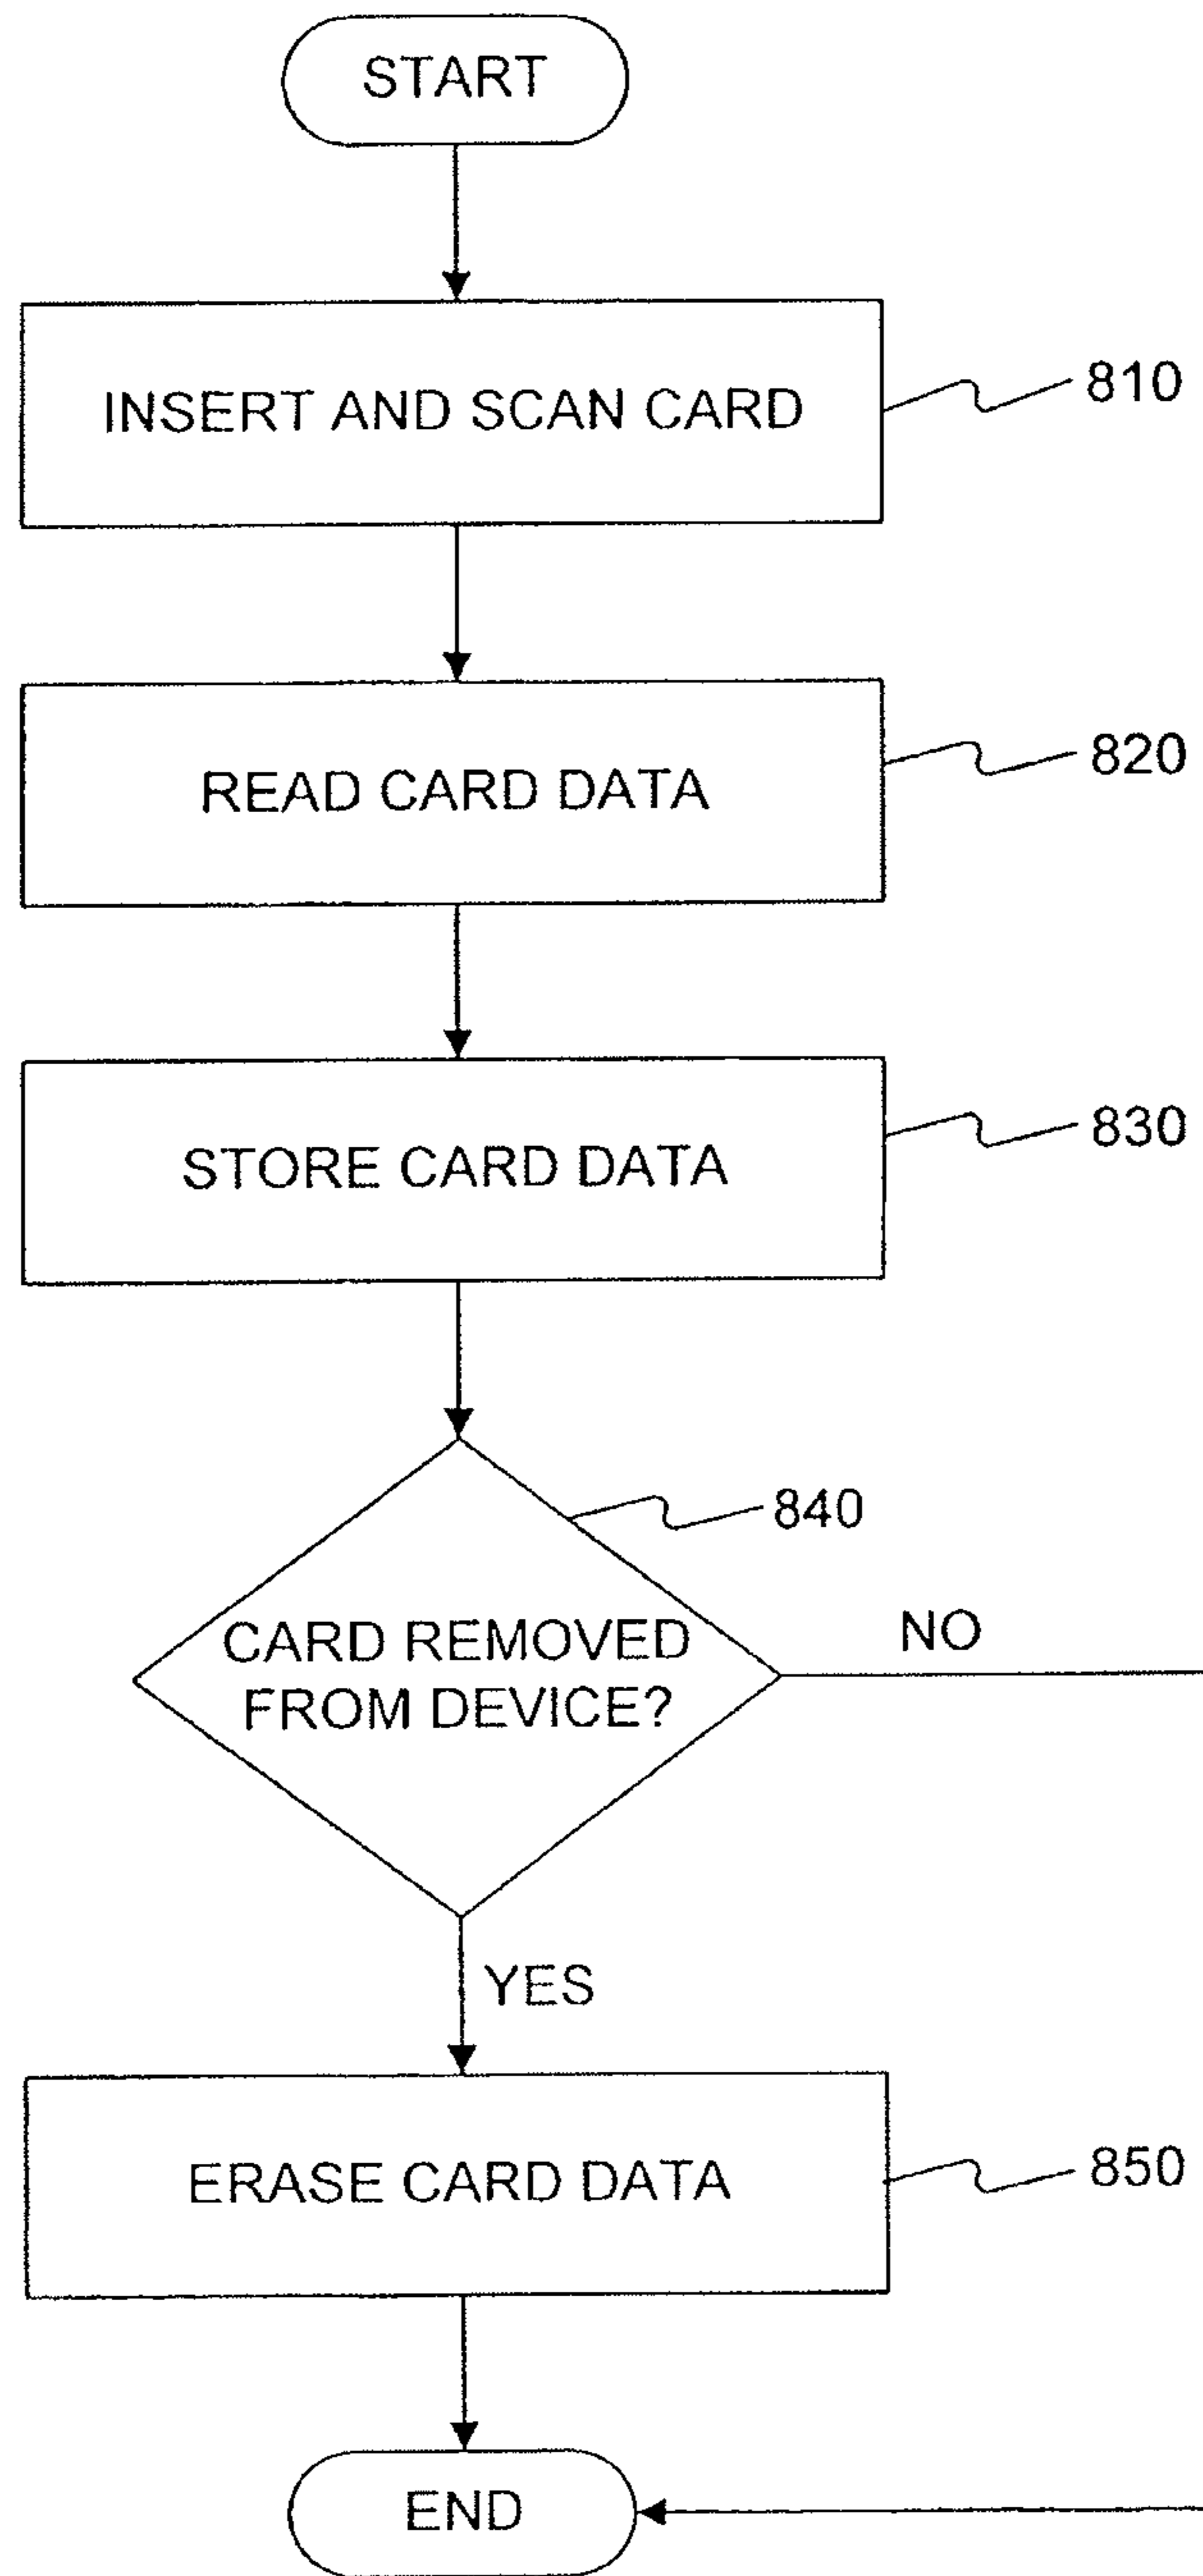 START
INSERT AND SCAN CARD
810
READ CARD DATA
820
STORE CARD DATA
830
840
CARD REMOVED
FROM DEVICE?
NO
YES
ERASE CARD DATA
850
END